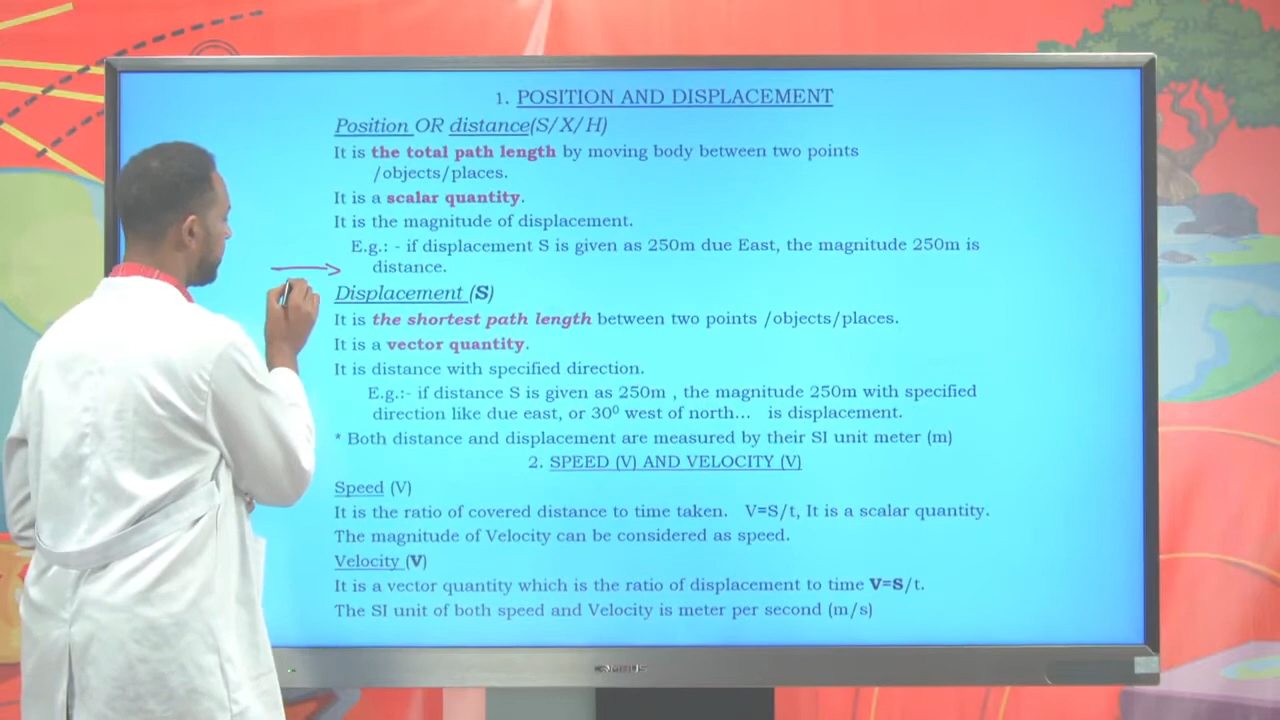 1. POSITION AND DISPLACEMENT
Position OR distance(S/X/H)
It is the total path length by moving body between two points
/objects/places.
It is a scalar quantity.
It is the magnitude of displacement.
E.g.: - if displacement S is given as 250m due East, the magnitude 250m is
distance.
Displacement (S)
It is the shortest path length between two points /objects/places.
It is a vector quantity.
It is distance with specified direction.
E.g.:- if distance S is given as 250m , the magnitude 250m with specified
direction like due east, or 30⁰ west of north... is displacement.
* Both distance and displacement are measured by their SI unit meter (m)
2. SPEED (V) AND VELOCITY (V)
Speed (V)
It is the ratio of covered distance to time taken. V=S/t, It is a scalar quantity.
The magnitude of Velocity can be considered as speed.
Velocity (V)
It is a vector quantity which is the ratio of displacement to time V=S/t.
The SI unit of both speed and Velocity is meter per second (m/s)